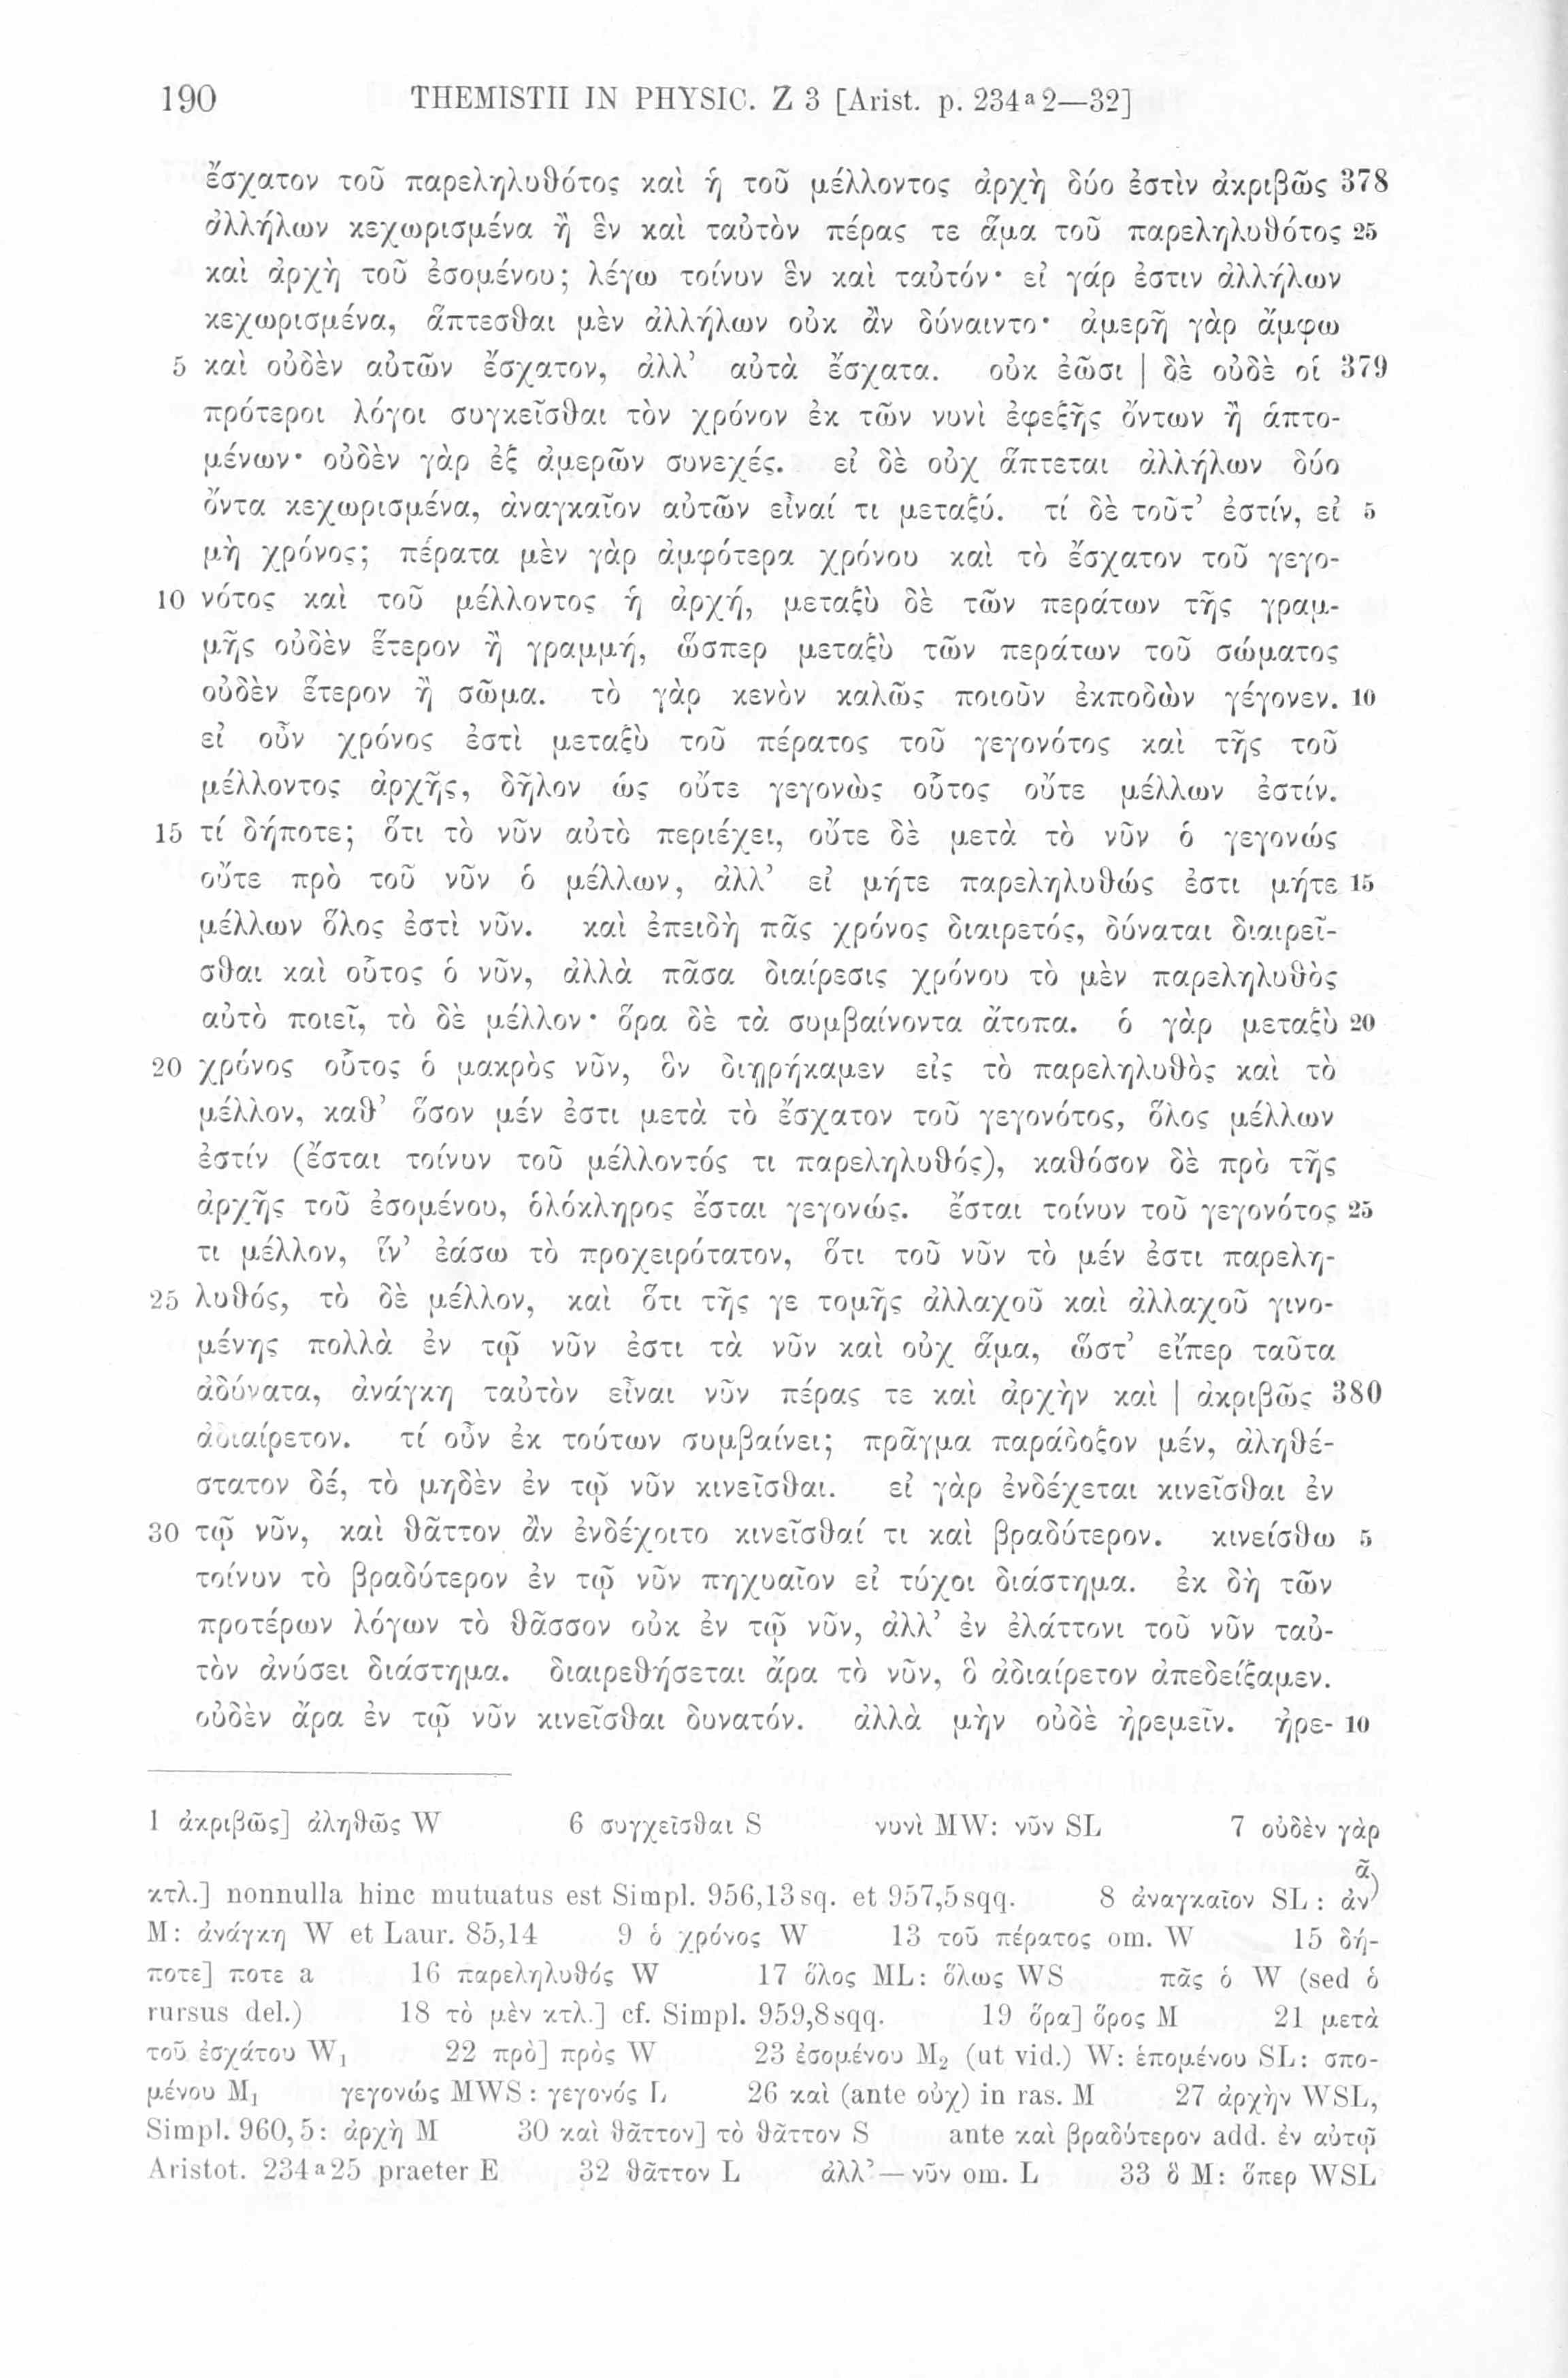 190 THEMISTII IN PHYSIC. Z 3 [Arist. p. 234ᵃ2—32]
ἔσχατον τοῦ παρεληλυθότος καὶ ἡ τοῦ μέλλοντος ἀρχὴ δύο ἐστὶν ἀκριβῶς 378
ἀλλήλων κεχωρισμένα ἢ ἓν καὶ ταὐτὸν πέρας τε ἅμα τοῦ παρεληλυθότος 25
καὶ ἀρχὴ τοῦ ἐσομένου; λέγω τοίνυν ἓν καὶ ταὐτόν· εἰ γάρ ἐστιν ἀλλήλων
κεχωρισμένα, ἅπτεσθαι μὲν ἀλλήλων οὐκ ἂν δύναιντο· ἀμερῆ γὰρ ἄμφω
5 καὶ οὐδὲν αὐτῶν ἔσχατον, ἀλλ’ αὐτὰ ἔσχατα. οὐκ ἐῶσι | δὲ οὐδὲ οἱ 379
πρότεροι λόγοι συγκεῖσθαι τὸν χρόνον ἐκ τῶν νυνὶ ἐφεξῆς ὄντων ἢ ἁπτο-
μένων· οὐδὲν γὰρ ἐξ ἀμερῶν συνεχές. εἰ δὲ οὐχ ἅπτεται ἀλλήλων δύο
ὄντα κεχωρισμένα, ἀναγκαῖον αὐτῶν εἶναί τι μεταξύ. τί δὲ τοῦτ’ ἐστίν, εἰ 5
μὴ χρόνος; πέρατα μὲν γὰρ ἀμφότερα χρόνου καὶ τὸ ἔσχατον τοῦ γεγο-
10 νότος καὶ τοῦ μέλλοντος ἡ ἀρχή, μεταξὺ δὲ τῶν περάτων τῆς γραμ-
μῆς οὐδὲν ἕτερον ἢ γραμμή, ὥσπερ μεταξὺ τῶν περάτων τοῦ σώματος
οὐδὲν ἕτερον ἢ σῶμα. τὸ γὰρ κενὸν καλῶς ποιοῦν ἐκποδὼν γέγονεν. 10
εἰ οὖν χρόνος ἐστὶ μεταξὺ τοῦ πέρατος τοῦ γεγονότος καὶ τῆς τοῦ
μέλλοντος ἀρχῆς, δῆλον ὡς οὔτε γεγονὼς οὗτος οὔτε μέλλων ἐστίν.
15 τί δήποτε; ὅτι τὸ νῦν αὐτὸ περιέχει, οὔτε δὲ μετὰ τὸ νῦν ὁ γεγονώς
οὔτε πρὸ τοῦ νῦν ὁ μέλλων, ἀλλ’ εἰ μήτε παρεληλυθώς ἐστι μήτε 15
μέλλων ὅλος ἐστὶ νῦν. καὶ ἐπειδὴ πᾶς χρόνος διαιρετός, δύναται διαιρεῖ-
σθαι καὶ οὗτος ὁ νῦν, ἀλλὰ πᾶσα διαίρεσις χρόνου τὸ μὲν παρεληλυθὸς
αὐτὸ ποιεῖ, τὸ δὲ μέλλον· ὅρα δὲ τὰ συμβαίνοντα ἄτοπα. ὁ γὰρ μεταξὺ 20
20 χρόνος οὗτος ὁ μακρὸς νῦν, ὃν διῃρήκαμεν εἰς τὸ παρεληλυθὸς καὶ τὸ
μέλλον, καθ’ ὅσον μέν ἐστι μετὰ τὸ ἔσχατον τοῦ γεγονότος, ὅλος μέλλων
ἐστίν (ἔσται τοίνυν τοῦ μέλλοντός τι παρεληλυθός), καθόσον δὲ πρὸ τῆς
ἀρχῆς τοῦ ἐσομένου, ὁλόκληρος ἔσται γεγονώς. ἔσται τοίνυν τοῦ γεγονότος 25
τι μέλλον, ἵν’ ἐάσω τὸ προχειρότατον, ὅτι τοῦ νῦν τὸ μέν ἐστι παρελη-
25 λυθός, τὸ δὲ μέλλον, καὶ ὅτι τῆς γε τομῆς ἀλλαχοῦ καὶ ἀλλαχοῦ γινο-
μένης πολλὰ ἐν τῷ νῦν ἐστι τὰ νῦν καὶ οὐχ ἅμα, ὥστ’ εἴπερ ταῦτα
ἀδύνατα, ἀνάγκη ταὐτὸν εἶναι νῦν πέρας τε καὶ ἀρχὴν καὶ | ἀκριβῶς 380
ἀδιαίρετον. τί οὖν ἐκ τούτων συμβαίνει; πρᾶγμα παράδοξον μέν, ἀληθέ-
στατον δέ, τὸ μηδὲν ἐν τῷ νῦν κινεῖσθαι. εἰ γὰρ ἐνδέχεται κινεῖσθαι ἐν
30 τῷ νῦν, καὶ θᾶττον ἂν ἐνδέχοιτο κινεῖσθαί τι καὶ βραδύτερον. κινείσθω 5
τοίνυν τὸ βραδύτερον ἐν τῷ νῦν πηχυαῖον εἰ τύχοι διάστημα. ἐκ δὴ τῶν
προτέρων λόγων τὸ θᾶσσον οὐκ ἐν τῷ νῦν, ἀλλ’ ἐν ἐλάττονι τοῦ νῦν ταὐ-
τὸν ἀνύσει διάστημα. διαιρεθήσεται ἄρα τὸ νῦν, ὃ ἀδιαίρετον ἀπεδείξαμεν.
οὐδὲν ἄρα ἐν τῷ νῦν κινεῖσθαι δυνατόν. ἀλλὰ μὴν οὐδὲ ἠρεμεῖν. ἠρε- 10
1 ἀκριβῶς] ἀληθῶς W 6 συγχεῖσθαι S νυνὶ MW: νῦν SL 7 οὐδὲν γὰρ
κτλ.] nonnulla hinc mutuatus est Simpl. 956,13sq. et 957,5sqq. 8 ἀναγκαῖον SL: ἀν
M: ἀνάγκη W et Laur. 85,14 9 ὁ χρόνος W 13 τοῦ πέρατος om. W 15 δή-
ποτε] ποτε a 16 παρεληλυθός W 17 ὅλος ML: ὅλως WS πᾶς ὁ W (sed ὁ
rursus del.) 18 τὸ μὲν κτλ.] cf. Simpl. 959,8sqq. 19 ὅρα] ὅρος M 21 μετὰ
τοῦ ἐσχάτου W₁ 22 πρὸ] πρὸς W 23 ἐσομένου M₂ (ut vid.) W: ἑπομένου SL: σπο-
μένου M₁ γεγονώς MWS: γεγονός L 26 καὶ (ante οὐχ) in ras. M 27 ἀρχὴν WSL,
Simpl. 960,5: ἀρχὴ M 30 καὶ θᾶττον] τὸ θᾶττον S ante καὶ βραδύτερον add. ἐν αὐτῷ
Aristot. 234ᵃ25 praeter E 32 θᾶττον L ἀλλ’ — νῦν om. L 33 ὃ M: ὅπερ WSL